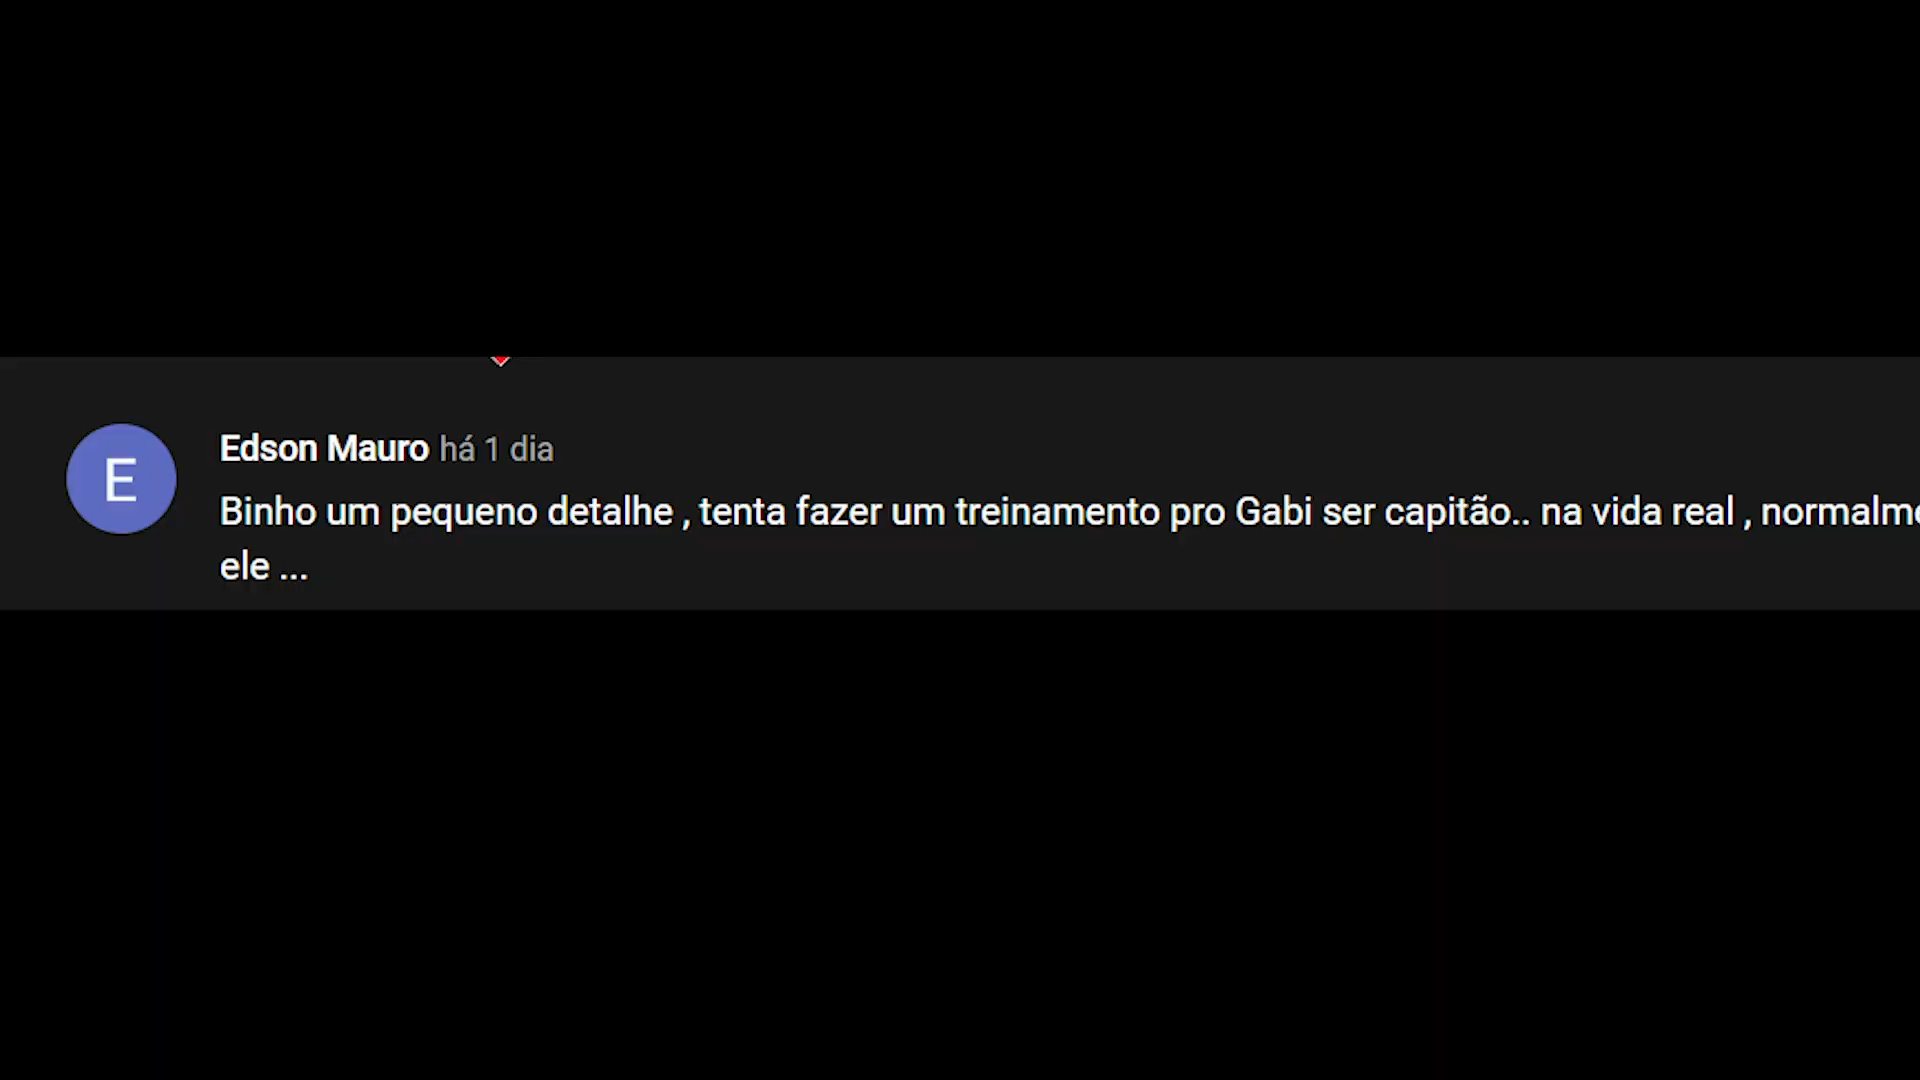 E
Edson Mauro há 1 dia
Binho um pequeno detalhe , tenta fazer um treinamento pro Gabi ser capitão.. na vida real ,
ele ...